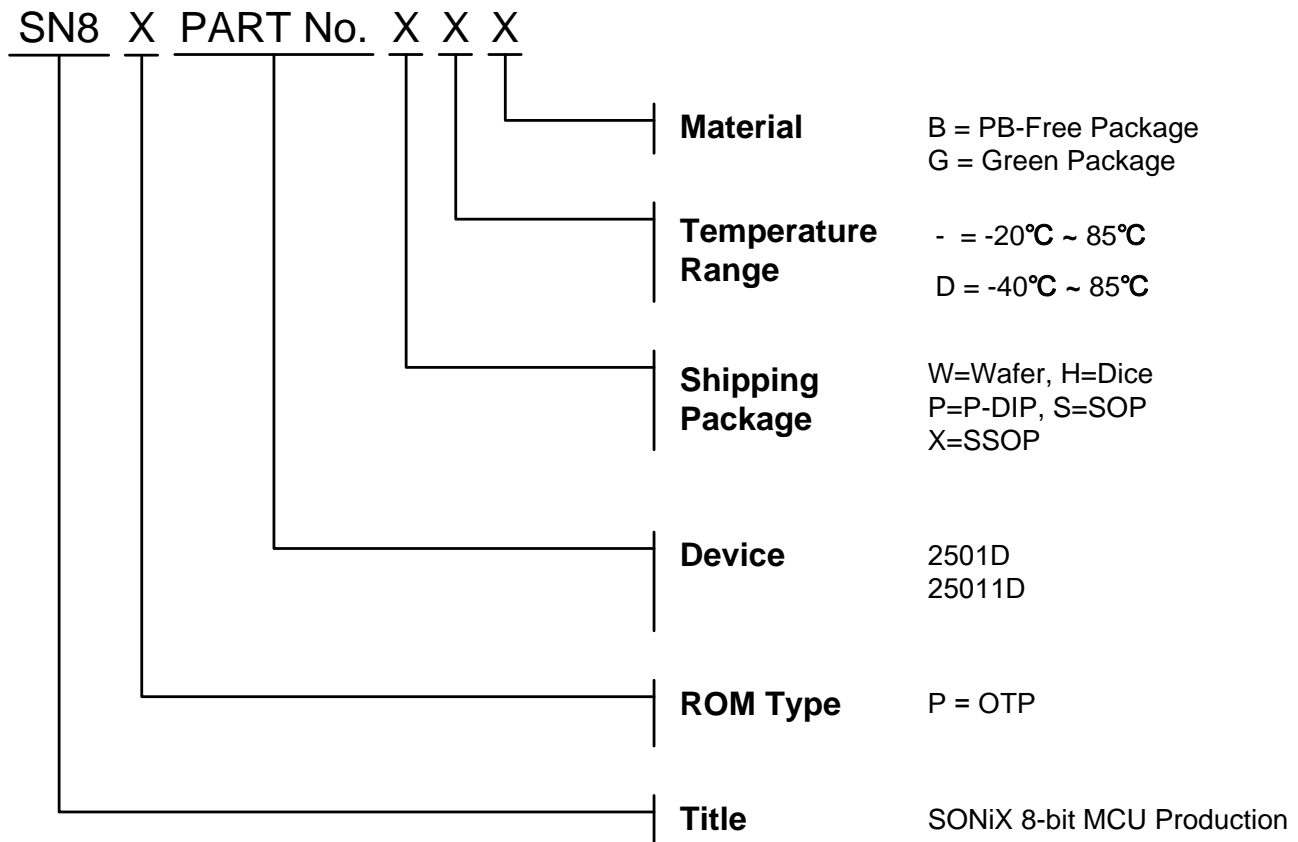 SN8 X PART No. X X X
Material
B = PB-Free Package
G = Green Package
Temperature
Range
- = -20℃ ~ 85℃
D = -40℃ ~ 85℃
Shipping
Package
W=Wafer, H=Dice
P=P-DIP, S=SOP
X=SSOP
Device
2501D
25011D
ROM Type
P = OTP
Title
SONiX 8-bit MCU Production